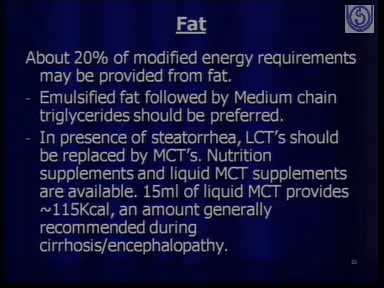 Fat
About 20% of modified energy requirements
may be provided from fat.
- Emulsified fat followed by Medium chain
triglycerides should be preferred.
- In presence of steatorrhea, LCT's should
be replaced by MCT's. Nutrition
supplements and liquid MCT supplements
are available. 15ml of liquid MCT provides
~115Kcal, an amount generally
recommended during
cirrhosis/encephalopathy.